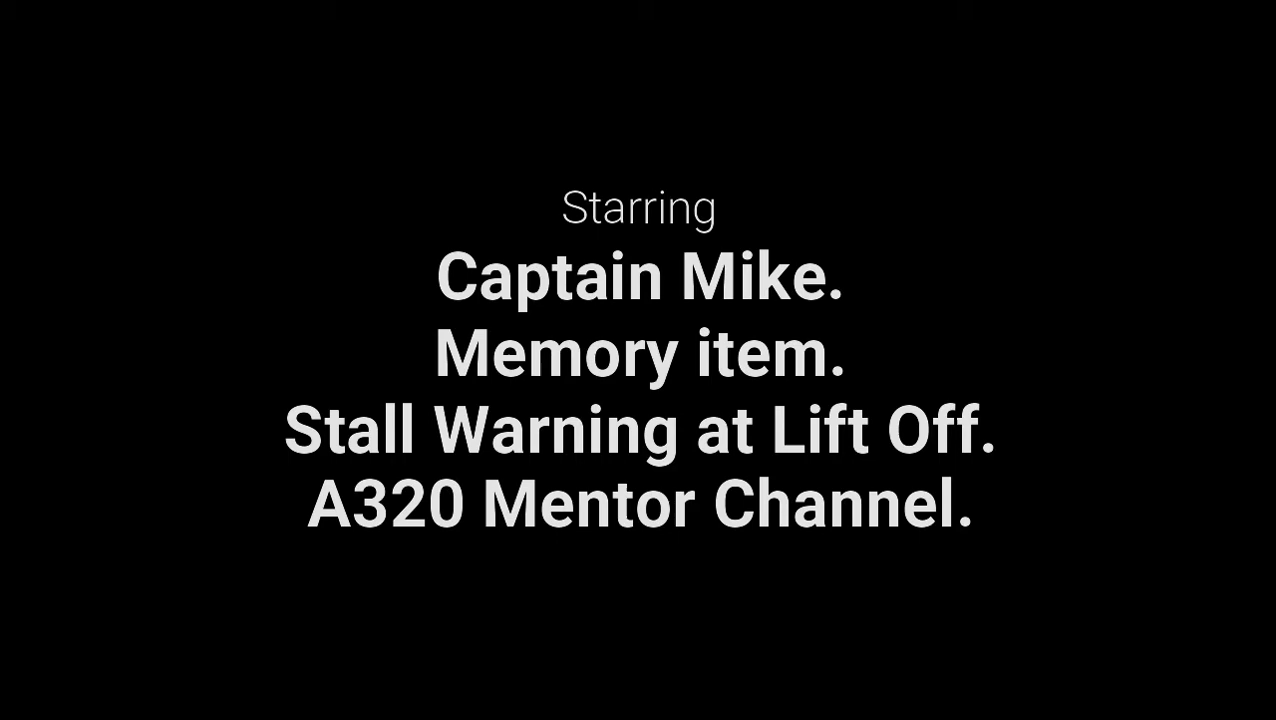 Starring
Captain Mike.
Memory item.
Stall Warning at Lift Off.
A320 Mentor Channel.